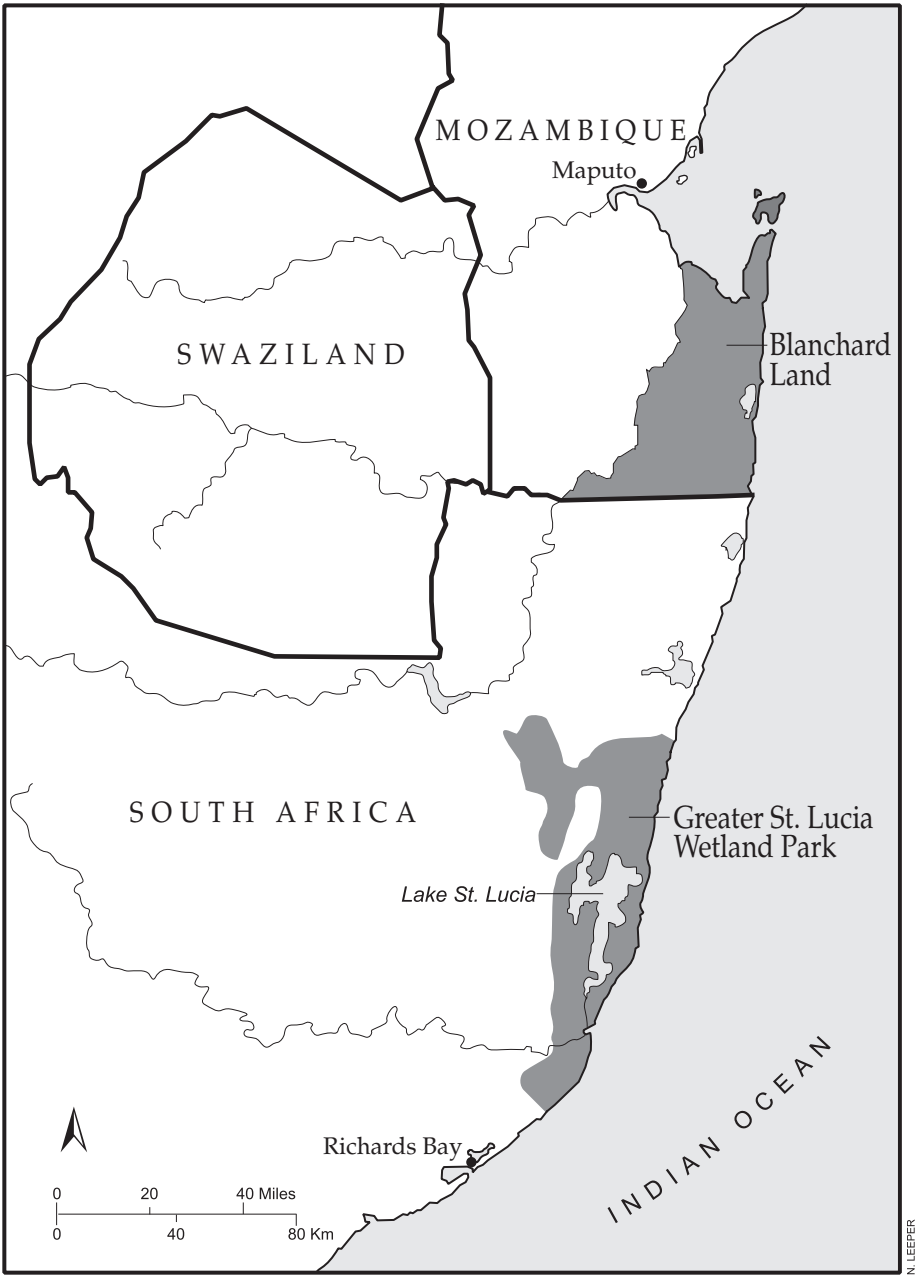 MOZAMBIQUE
Maputo
SWAZILAND
Blanchard
Land
SOUTH AFRICA
Greater St. Lucia
Wetland Park
Lake St. Lucia
INDIAN OCEAN
Richards Bay
0 20 40 Miles
0 40 80 Km
N. LEEPER